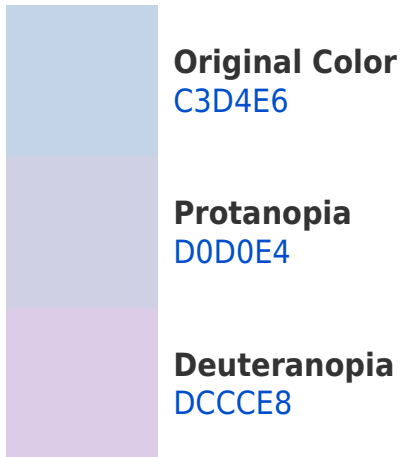 Original Color
C3D4E6
Protanopia
D0D0E4
Deuteranopia
DCCCE8